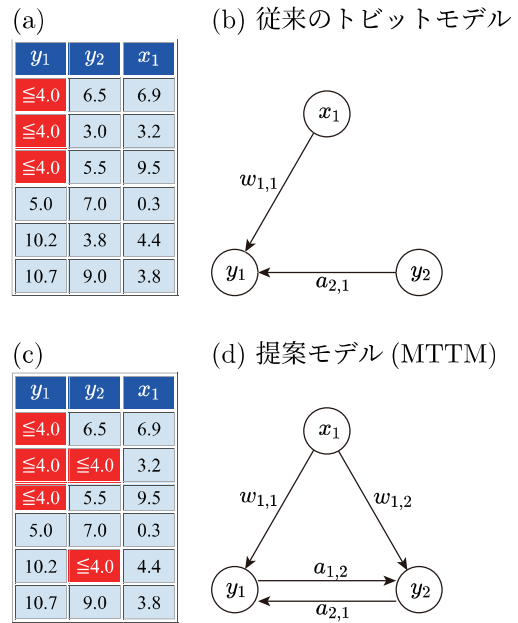 (a)
y₁ y₂ x₁
≦4.0 6.5 6.9
≦4.0 3.0 3.2
≦4.0 5.5 9.5
5.0 7.0 0.3
10.2 3.8 4.4
10.7 9.0 3.8
(b) 従来のトビットモデル
x₁
w₁,₁
y₁ y₂
a₂,₁
(c)
y₁ y₂ x₁
≦4.0 6.5 6.9
≦4.0 ≦4.0 3.2
≦4.0 5.5 9.5
5.0 7.0 0.3
10.2 ≦4.0 4.4
10.7 9.0 3.8
(d) 提案モデル (MTTM)
x₁
w₁,₁ w₁,₂
a₁,₂
y₁ y₂
a₂,₁